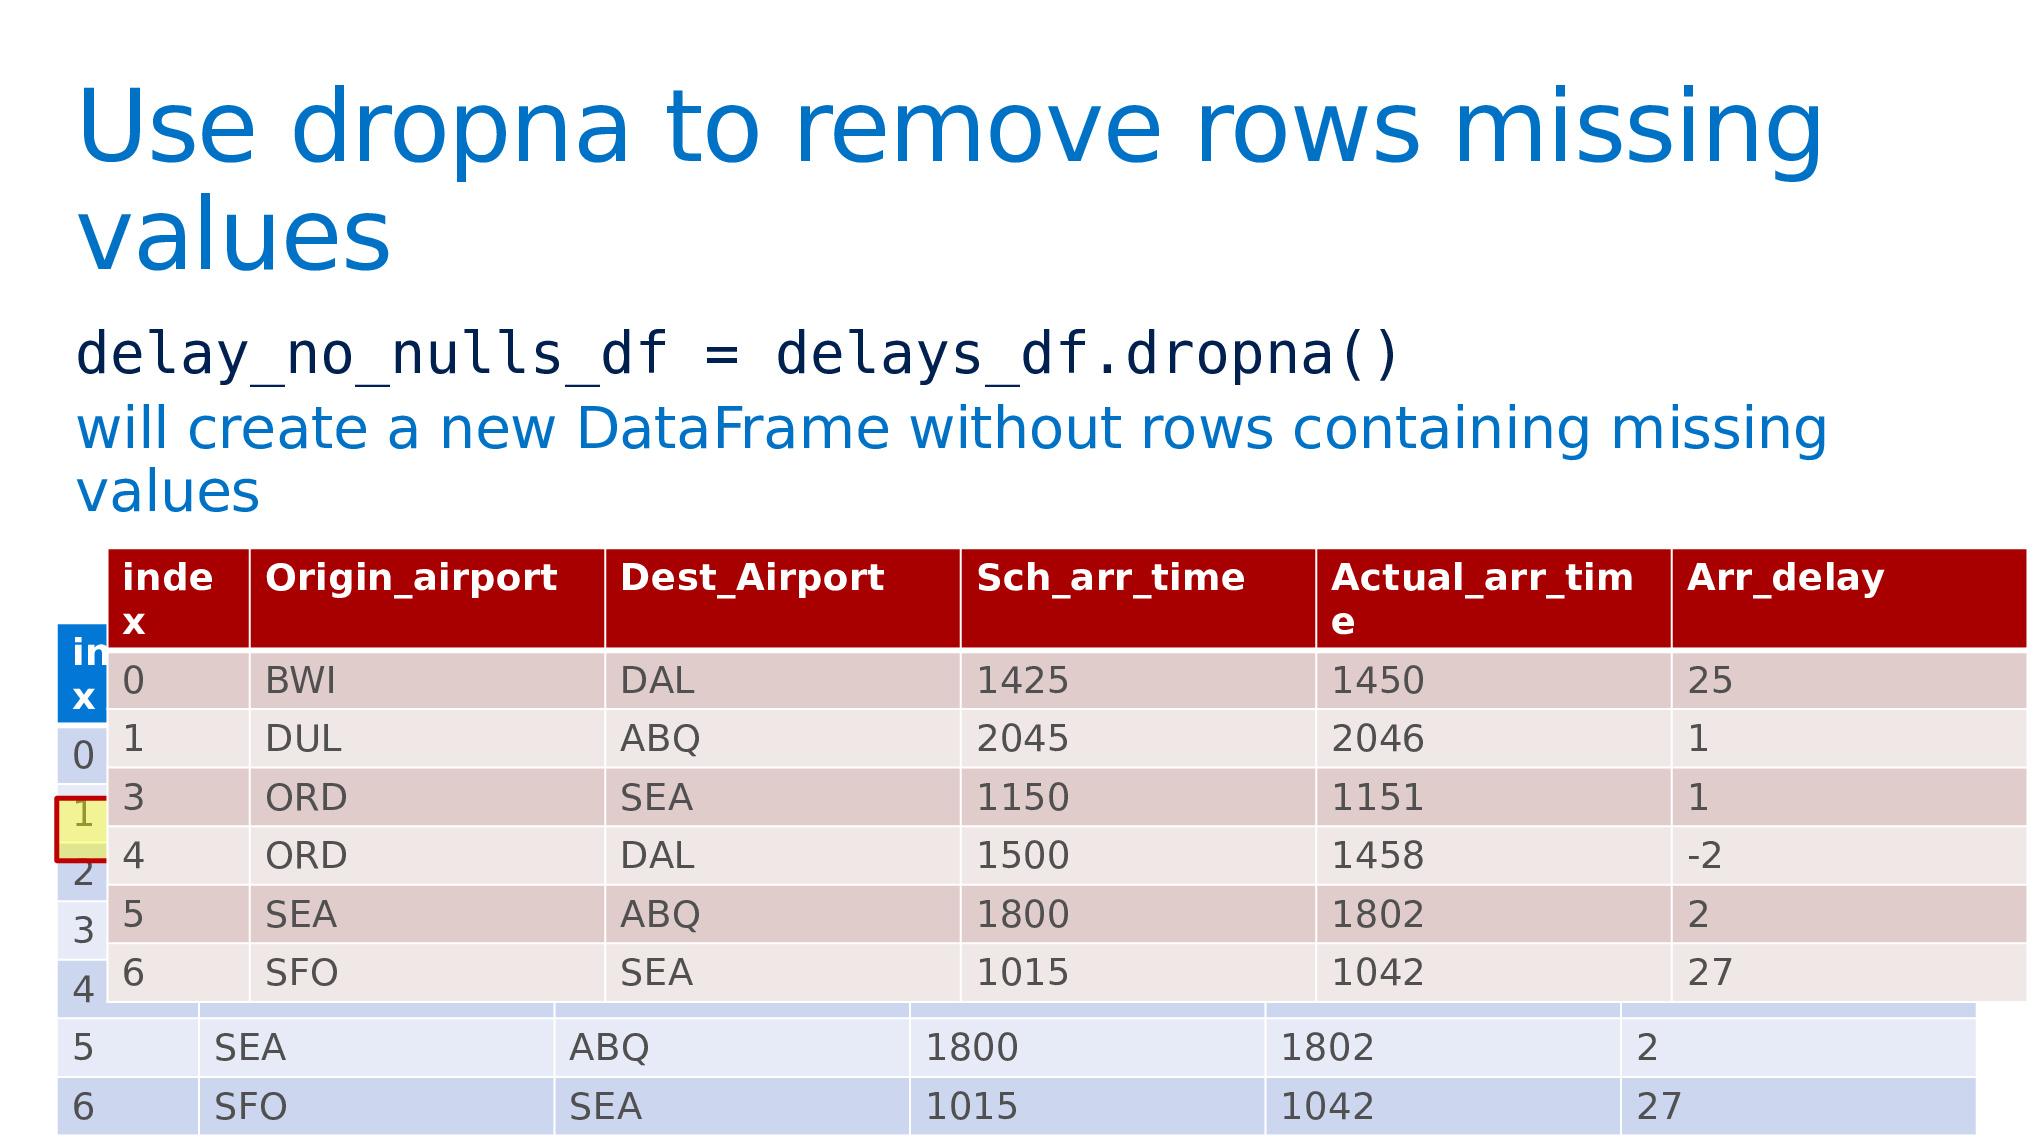 Use dropna to remove rows missing
values
delay_no_nulls_df = delays_df.dropna()
will create a new DataFrame without rows containing missing
values
inde Origin_airport Dest_Airport Sch_arr_time Actual_arr_tim Arr_delay
x e
0 BWI DAL 1425 1450 25
1 DUL ABQ 2045 2046 1
3 ORD SEA 1150 1151 1
4 ORD DAL 1500 1458 -2
5 SEA ABQ 1800 1802 2
6 SFO SEA 1015 1042 27
in
x
0
1
2
3
4
5 SEA ABQ 1800 1802 2
6 SFO SEA 1015 1042 27